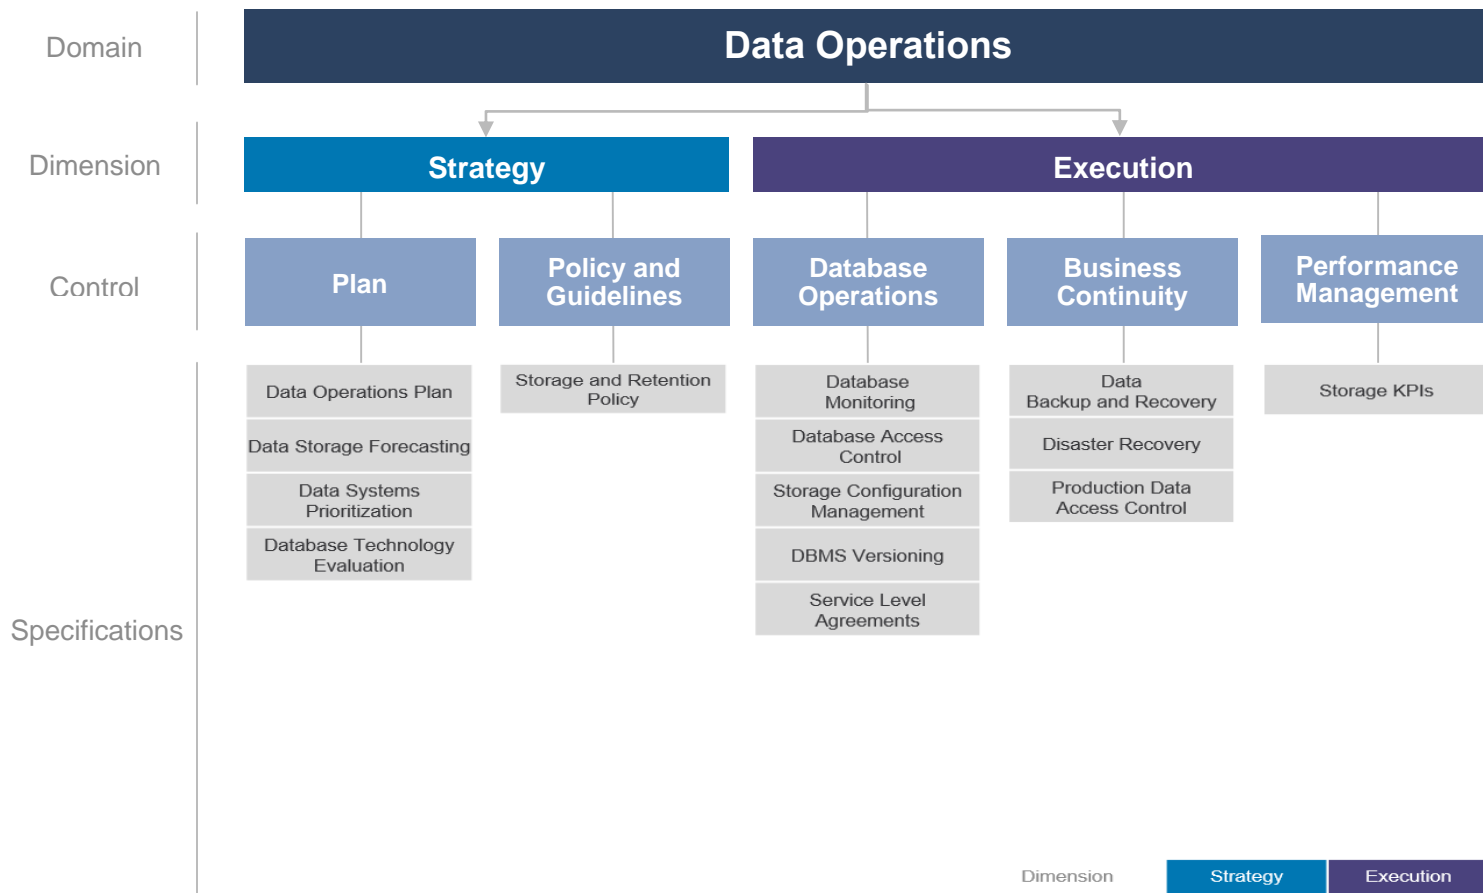 Domain
Data Operations
Dimension
Strategy
Execution
Control
Plan
Policy and
Guidelines
Database
Operations
Business
Continuity
Performance
Management
Specifications
Data Operations Plan
Data Storage Forecasting
Data Systems
Prioritization
Database Technology
Evaluation
Storage and Retention
Policy
Database
Monitoring
Database Access
Control
Storage Configuration
Management
DBMS Versioning
Service Level
Agreements
Data
Backup and Recovery
Disaster Recovery
Production Data
Access Control
Storage KPIs
Dimension
Strategy
Execution